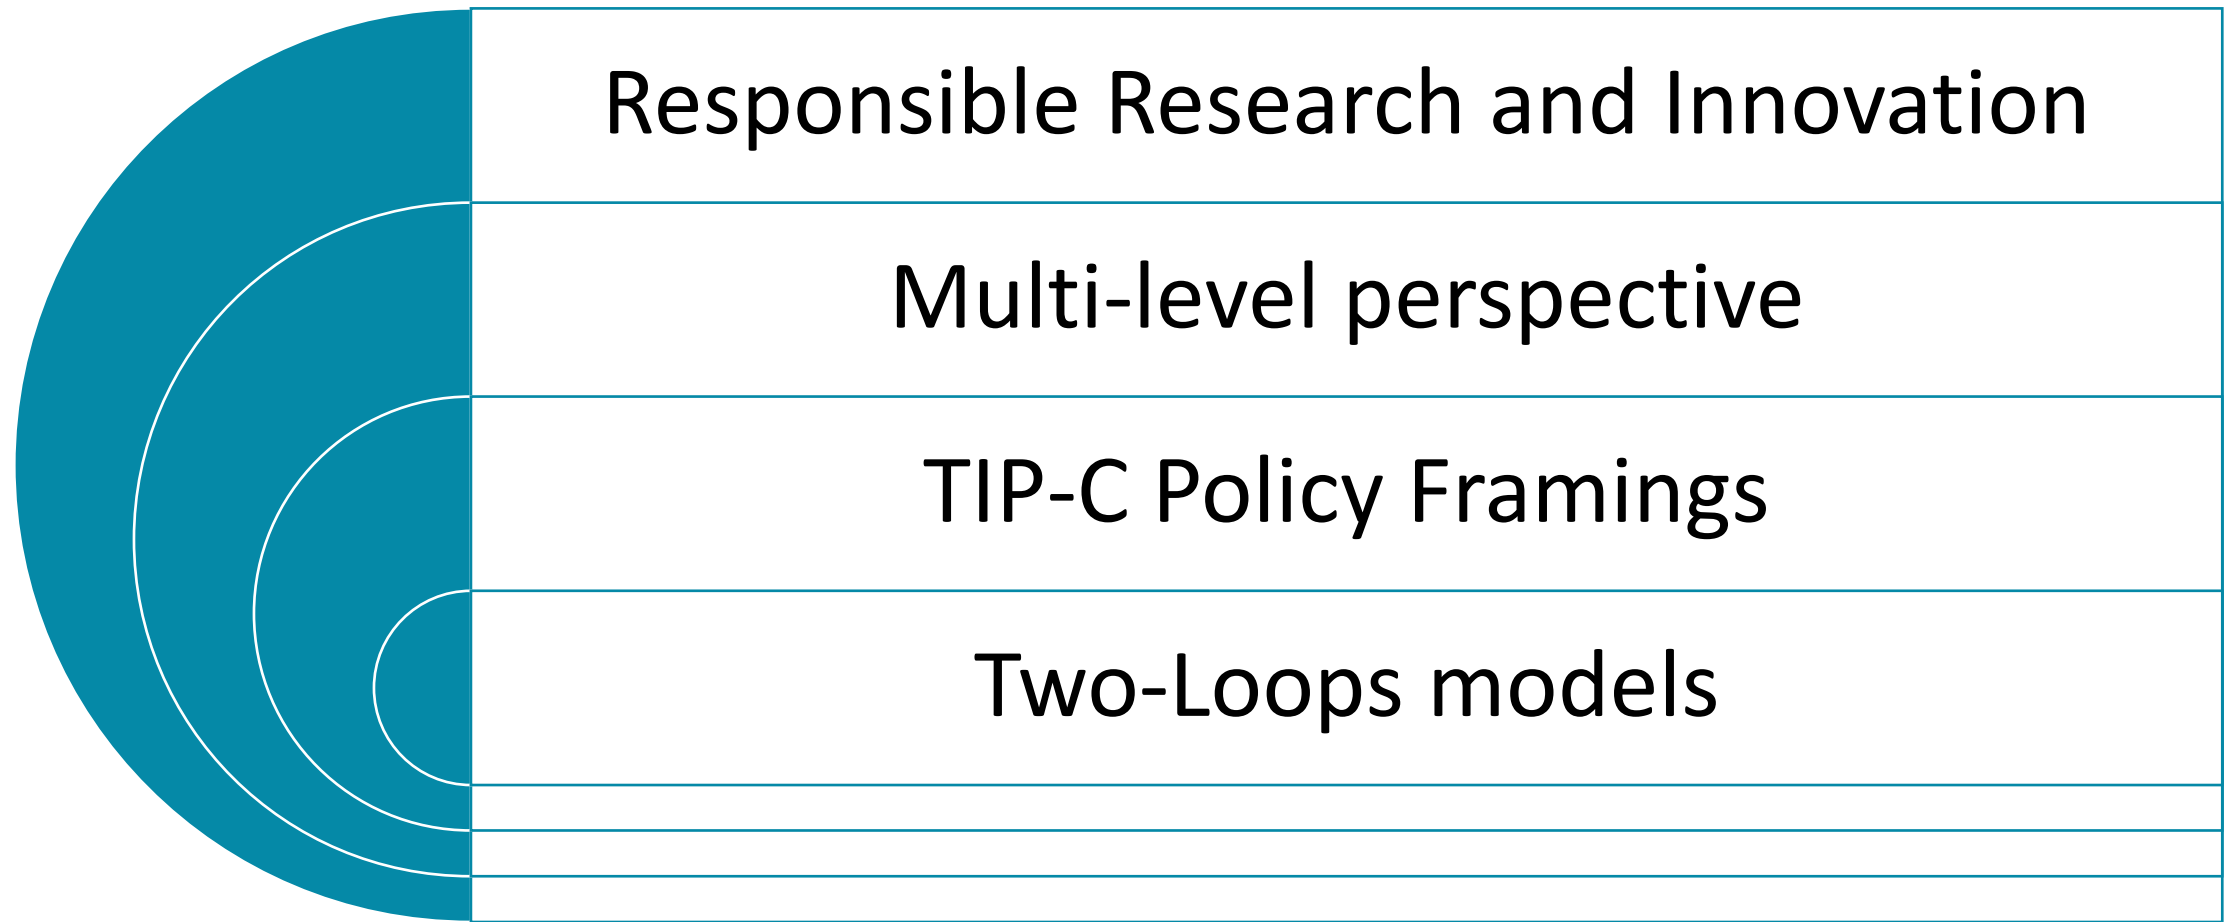 Responsible Research and Innovation
Multi-level perspective
TIP-C Policy Framings
Two-Loops models